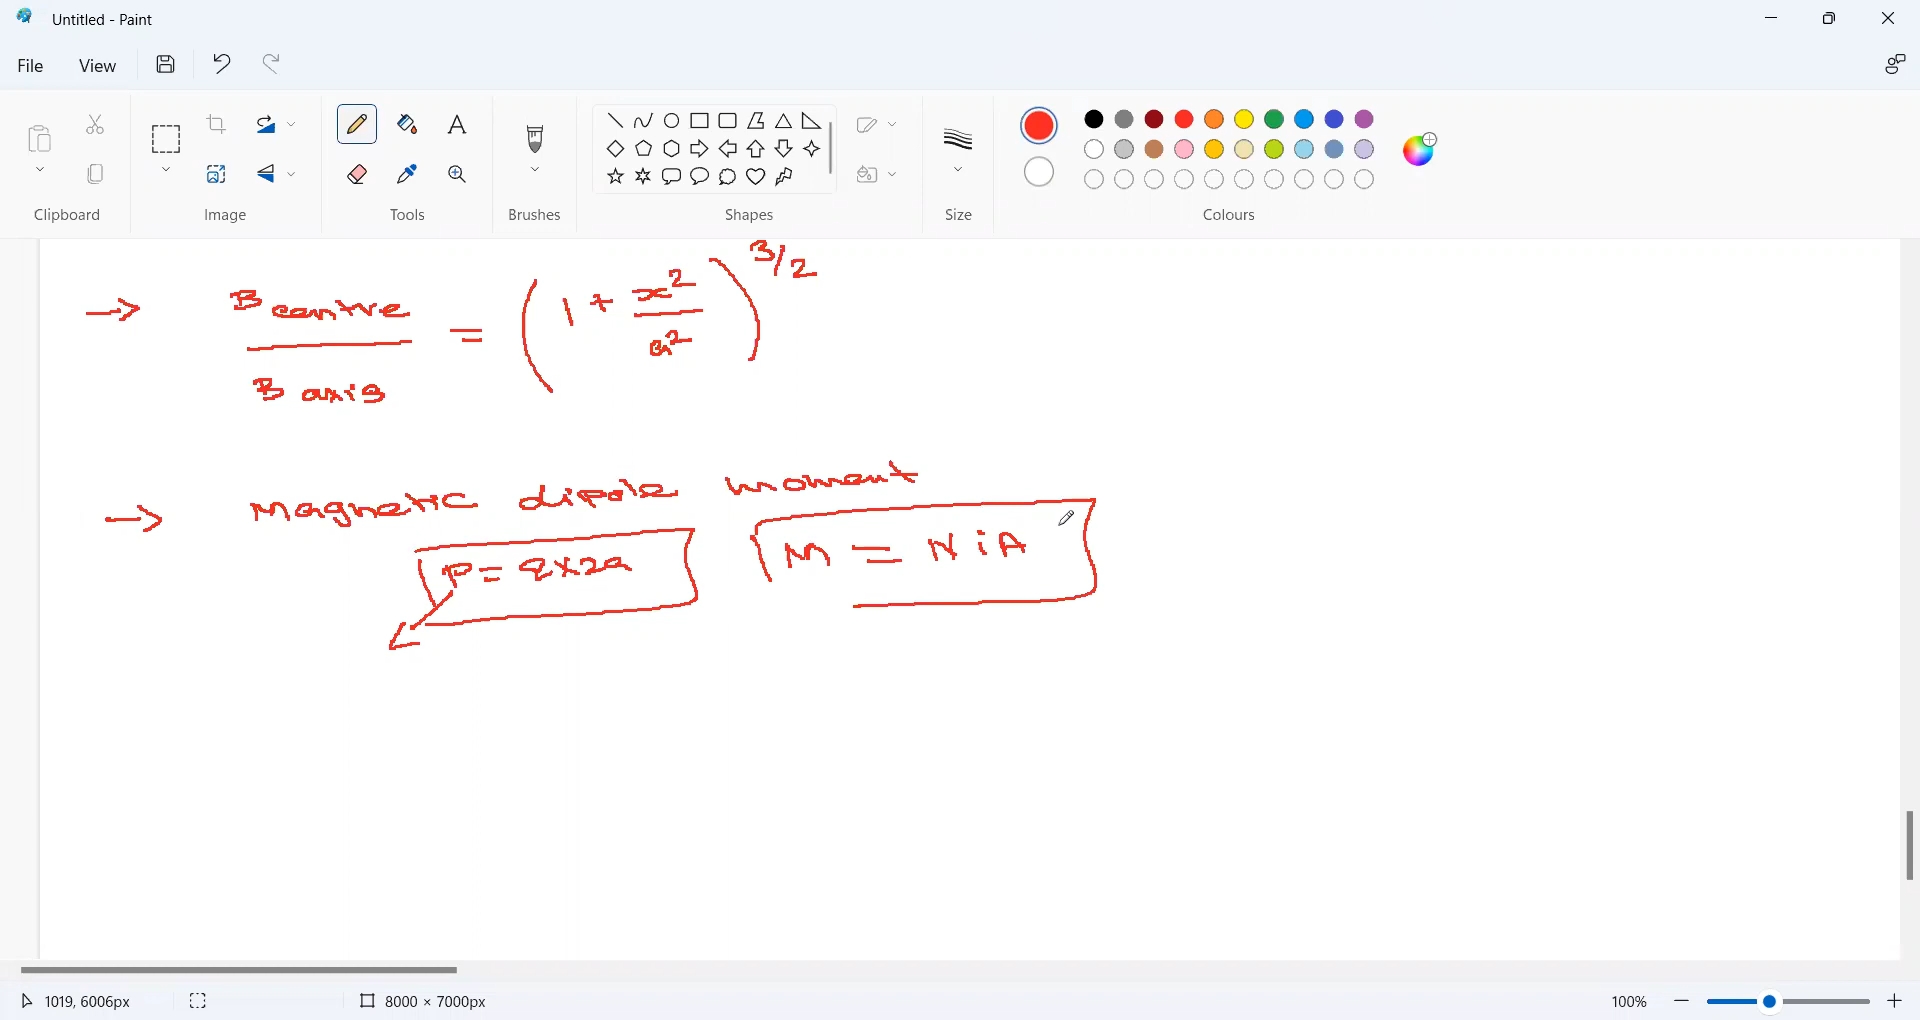 Untitled - Paint
File View
Clipboard Image Tools Brushes Shapes Size Colours
→ B centre / B axis = ( 1 + x² / a² )^3/2
→ Magnetic dipole moment
P = q×2a M = N i A
1019, 6006px 8000 × 7000px 100%